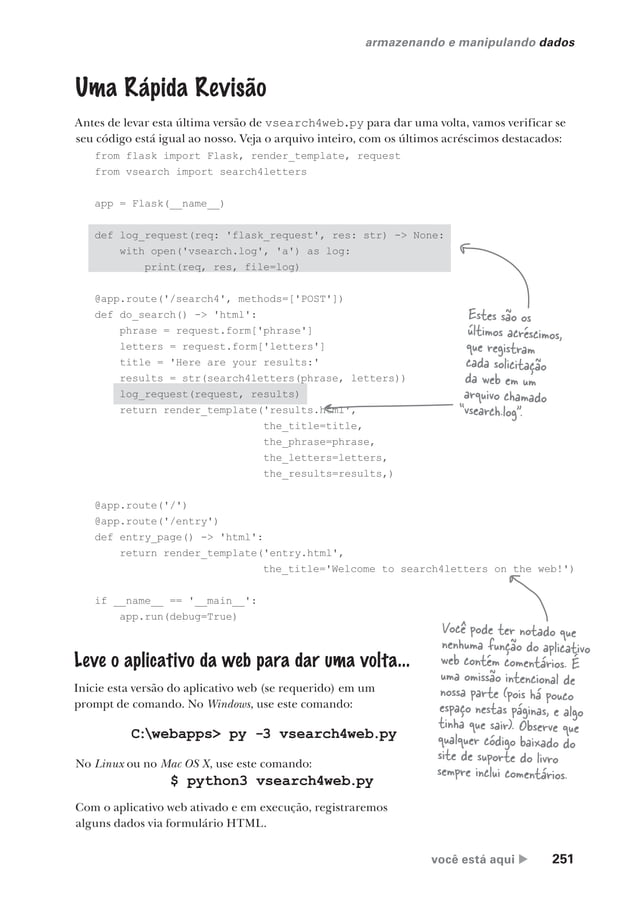 armazenando e manipulando dados
Uma Rápida Revisão
Antes de levar esta última versão de vsearch4web.py para dar uma volta, vamos verificar se
seu código está igual ao nosso. Veja o arquivo inteiro, com os últimos acréscimos destacados:
from flask import Flask, render_template, request
from vsearch import search4letters
app = Flask(__name__)
def log_request(req: 'flask_request', res: str) -> None:
    with open('vsearch.log', 'a') as log:
        print(req, res, file=log)
@app.route('/search4', methods=['POST'])
def do_search() -> 'html':
    phrase = request.form['phrase']
    letters = request.form['letters']
    title = 'Here are your results:'
    results = str(search4letters(phrase, letters))
    log_request(request, results)
    return render_template('results.html',
                           the_title=title,
                           the_phrase=phrase,
                           the_letters=letters,
                           the_results=results,)
Estes são os
últimos acréscimos,
que registram
cada solicitação
da web em um
arquivo chamado
"vsearch.log".
@app.route('/')
@app.route('/entry')
def entry_page() -> 'html':
    return render_template('entry.html',
                           the_title='Welcome to search4letters on the web!')
if __name__ == '__main__':
    app.run(debug=True)
Você pode ter notado que
nenhuma função do aplicativo
web contém comentários. É
uma omissão intencional de
nossa parte (pois há pouco
espaço nestas páginas, e algo
tinha que sair). Observe que
qualquer código baixado do
site de suporte do livro
sempre inclui comentários.
Leve o aplicativo da web para dar uma volta...
Inicie esta versão do aplicativo web (se requerido) em um
prompt de comando. No Windows, use este comando:
C:\webapps> py -3 vsearch4web.py
No Linux ou no Mac OS X, use este comando:
$ python3 vsearch4web.py
Com o aplicativo web ativado e em execução, registraremos
alguns dados via formulário HTML.
você está aqui ▶ 251